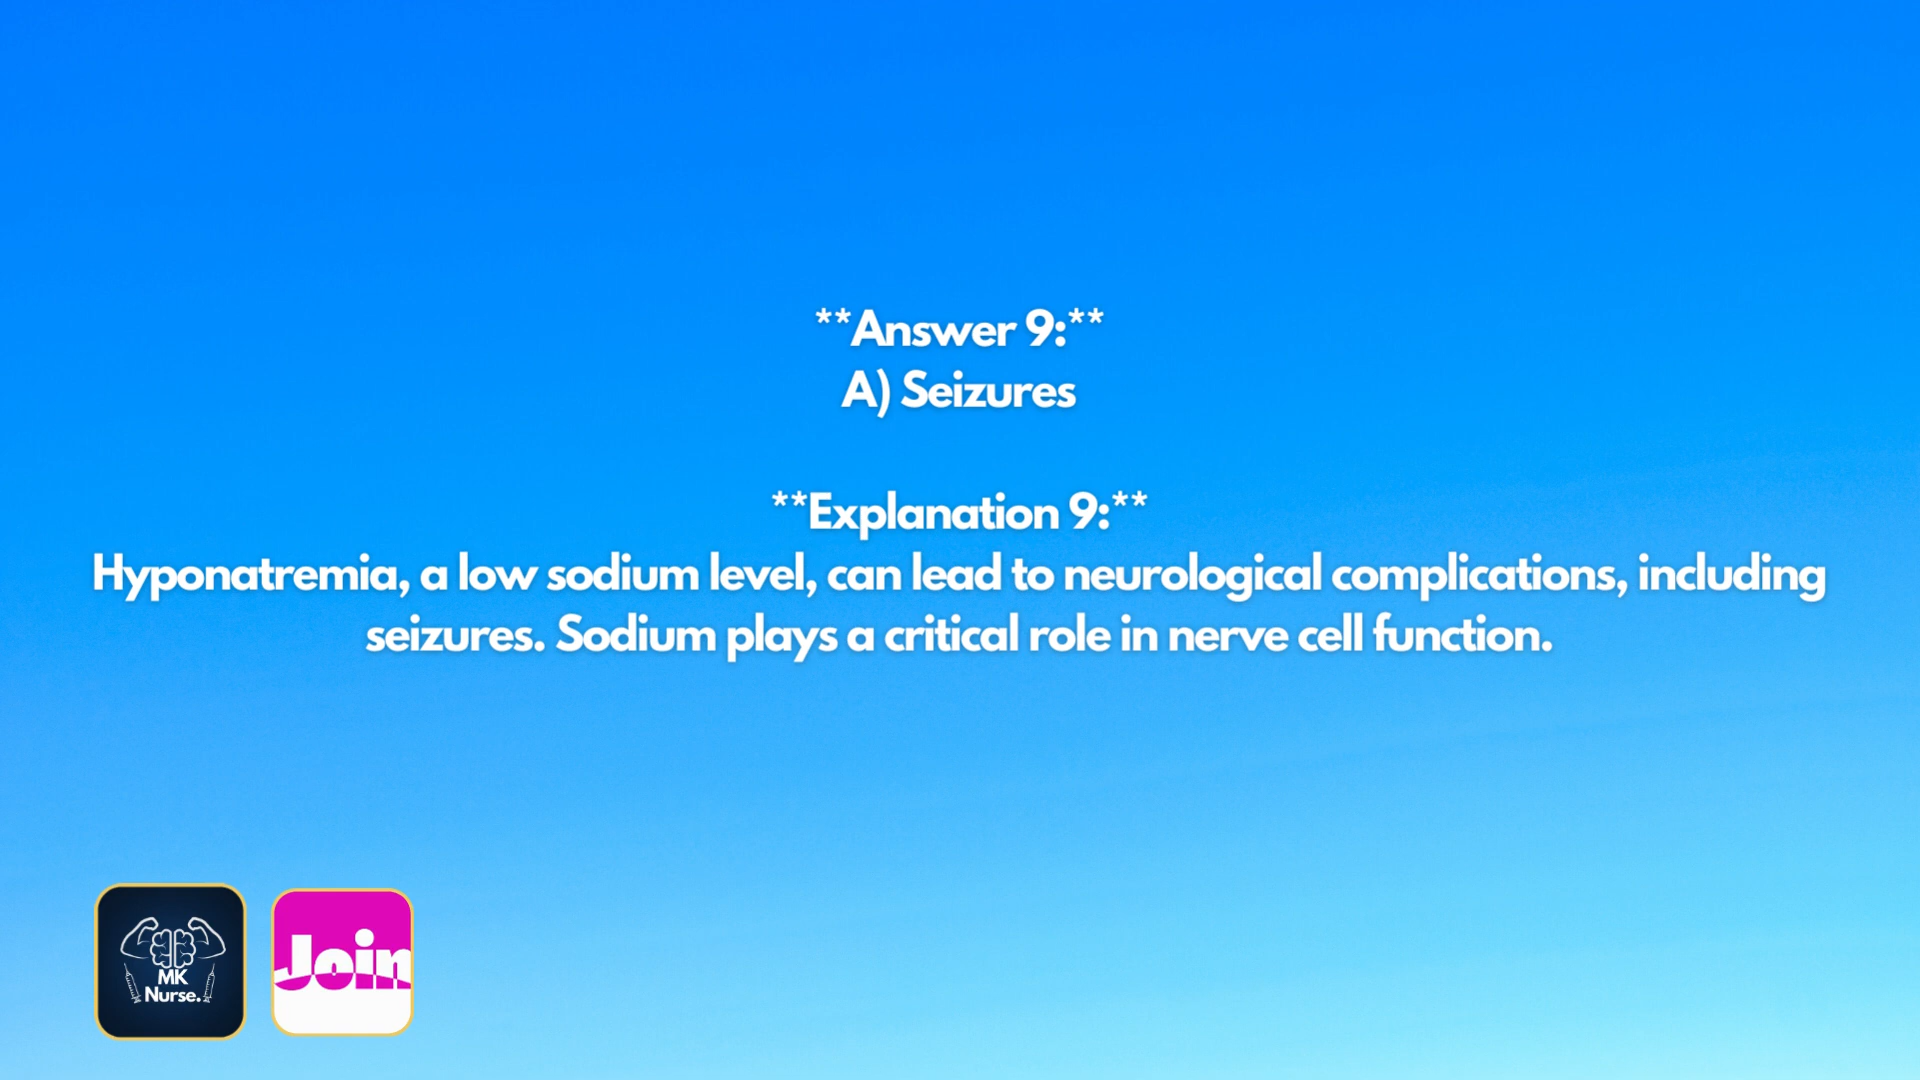 **Answer 9:**
A) Seizures
**Explanation 9:**
Hyponatremia, a low sodium level, can lead to neurological complications, including
seizures. Sodium plays a critical role in nerve cell function.
MK
Nurse.
Join